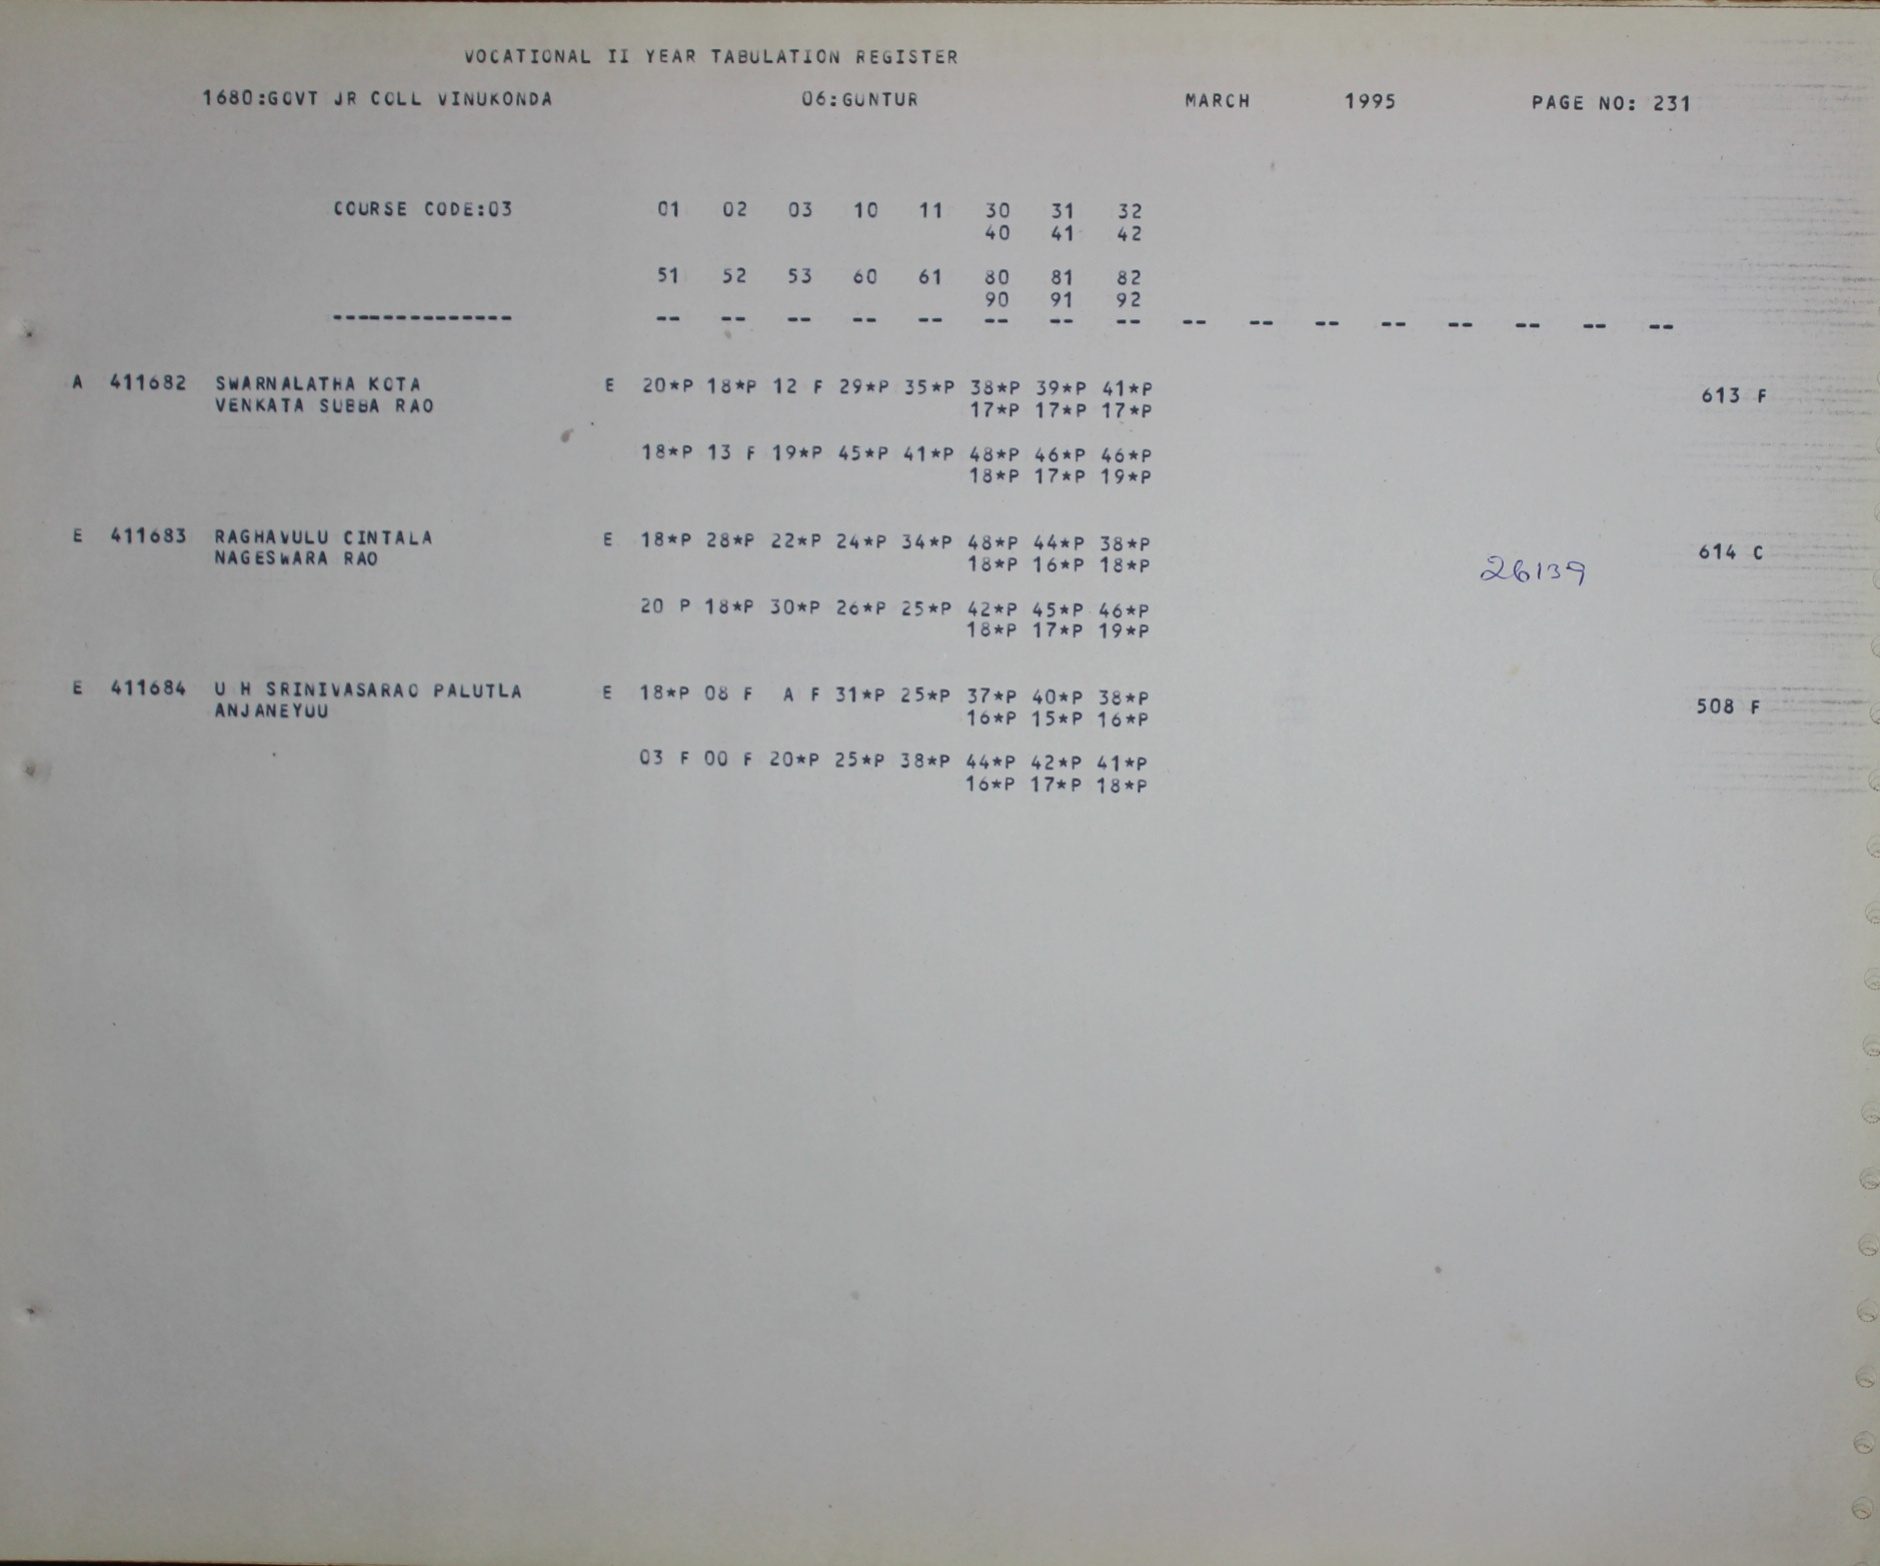 VOCATIONAL II YEAR TABULATION REGISTER
1680:GOVT JR COLL VINUKONDA 06:GUNTUR MARCH 1995 PAGE NO: 231
COURSE CODE:03 01 02 03 10 11 30 31 32
40 41 42
51 52 53 60 61 80 81 82
90 91 92
-------------- -- -- -- -- -- -- -- -- -- -- -- -- -- -- -- --
A 411682 SWARNALATHA KOTA E 20*P 18*P 12 F 29*P 35*P 38*P 39*P 41*P 613 F
VENKATA SUBBA RAO 17*P 17*P 17*P
18*P 13 F 19*P 45*P 41*P 48*P 46*P 46*P
18*P 17*P 19*P
E 411683 RAGHAVULU CINTALA E 18*P 28*P 22*P 24*P 34*P 48*P 44*P 38*P 614 C
NAGESWARA RAO 18*P 16*P 18*P 26139
20 P 18*P 30*P 26*P 25*P 42*P 45*P 46*P
18*P 17*P 19*P
E 411684 U H SRINIVASARAO PALUTLA E 18*P 08 F A F 31*P 25*P 37*P 40*P 38*P 508 F
ANJANEYUU 16*P 15*P 16*P
03 F 00 F 20*P 25*P 38*P 44*P 42*P 41*P
16*P 17*P 18*P